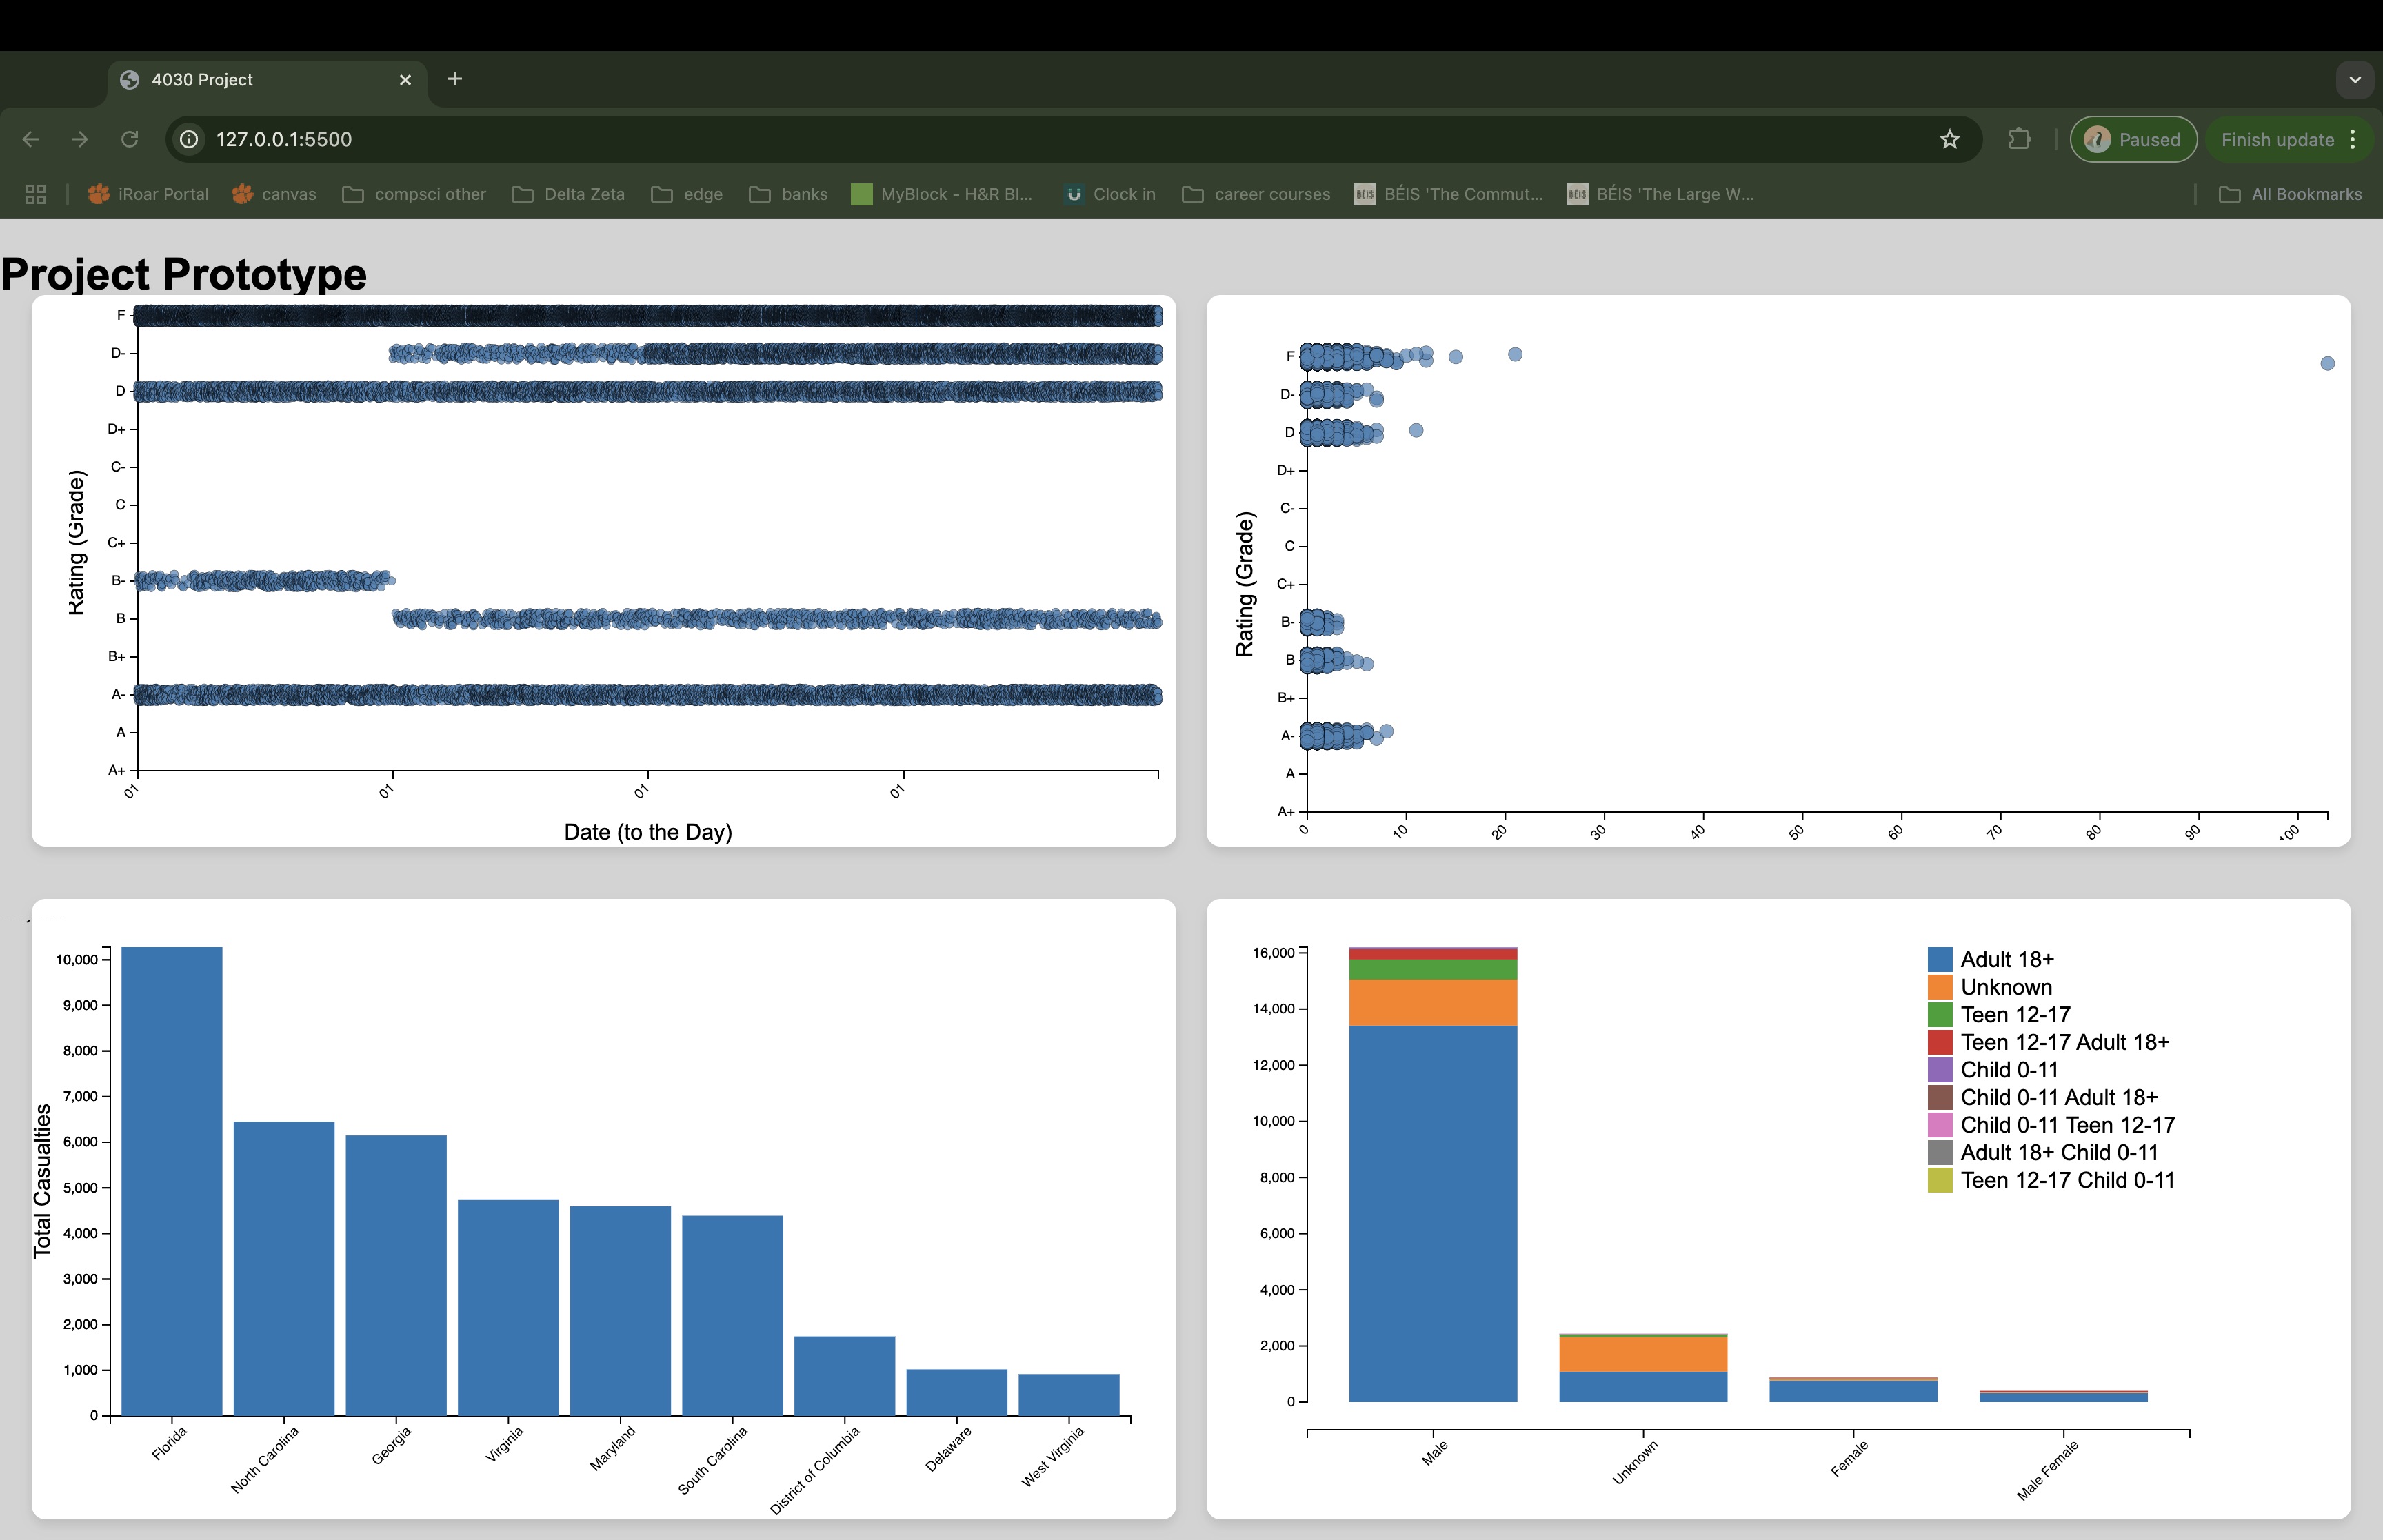 4030 Project
127.0.0.1:5500
Paused
Finish update
iRoar Portal
canvas
compsci other
Delta Zeta
edge
banks
MyBlock - H&R Bl...
Clock in
career courses
BÉIS 'The Commut...
BÉIS 'The Large W...
All Bookmarks
Project Prototype
Rating (Grade)
F
D-
D
D+
C-
C
C+
B-
B
B+
A-
A
A+
01
01
01
01
Date (to the Day)
Rating (Grade)
F
D-
D
D+
C-
C
C+
B-
B
B+
A-
A
A+
0
10
20
30
40
50
60
70
80
90
100
Total Casualties
10,000
9,000
8,000
7,000
6,000
5,000
4,000
3,000
2,000
1,000
0
Florida
North Carolina
Georgia
Virginia
Maryland
South Carolina
District of Columbia
Delaware
West Virginia
16,000
14,000
12,000
10,000
8,000
6,000
4,000
2,000
0
Male
Unknown
Female
Male Female
Adult 18+
Unknown
Teen 12-17
Teen 12-17 Adult 18+
Child 0-11
Child 0-11 Adult 18+
Child 0-11 Teen 12-17
Adult 18+ Child 0-11
Teen 12-17 Child 0-11